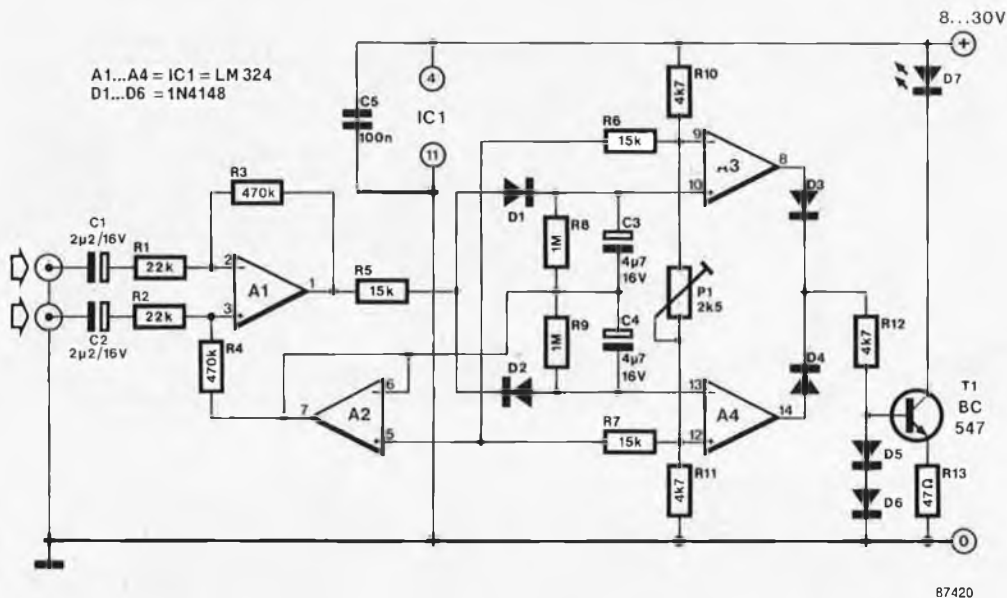 8...30V
A1...A4 = IC1 = LM 324
D1...D6 = 1N4148
4
C5
100n
IC1
11
R10
4k7
D7
R6
15k
9
8
A3
10
R3
470k
D1
D3
R8
1M
C3
4µ7
16V
C1
2µ2/16V
R1
22k
2
1
A1
R5
15k
P1
2k5
R2
22k
3
C2
2µ2/16V
R4
470k
R9
1M
C4
4µ7
16V
R12
4k7
D2
D4
6
7
A2
5
13
14
A4
12
R7
15k
T1
BC
547
R11
4k7
D5
D6
R13
47Ω
0
87420